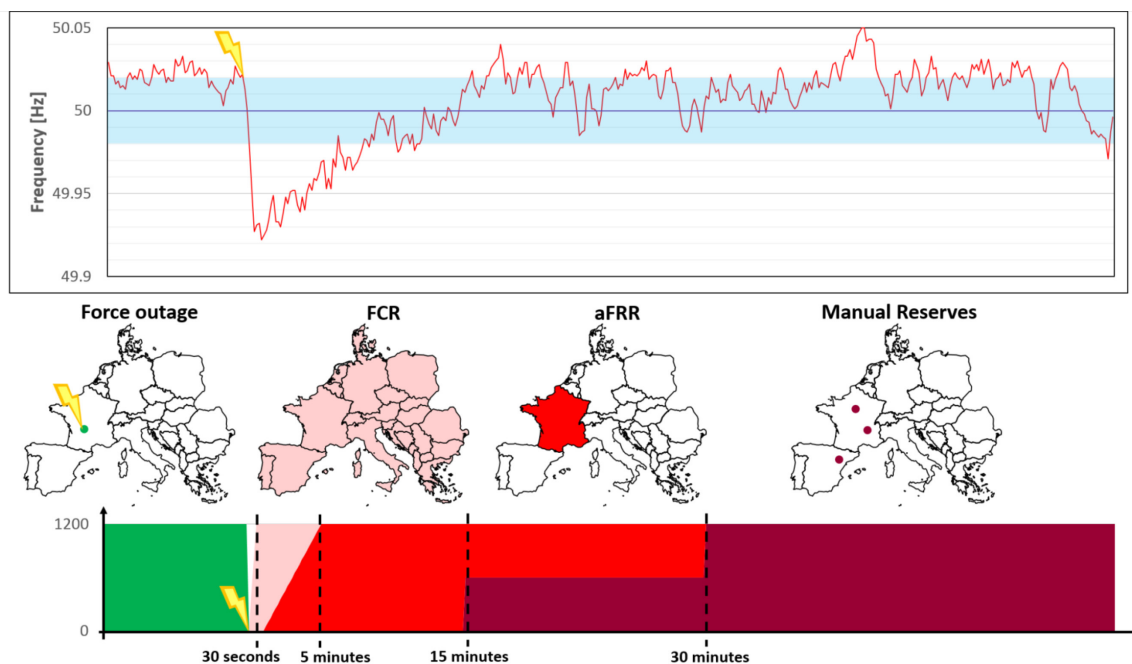 50.05
50
49.95
49.9
Frequency [Hz]
Force outage
FCR
aFRR
Manual Reserves
1200
0
30 seconds
5 minutes
15 minutes
30 minutes